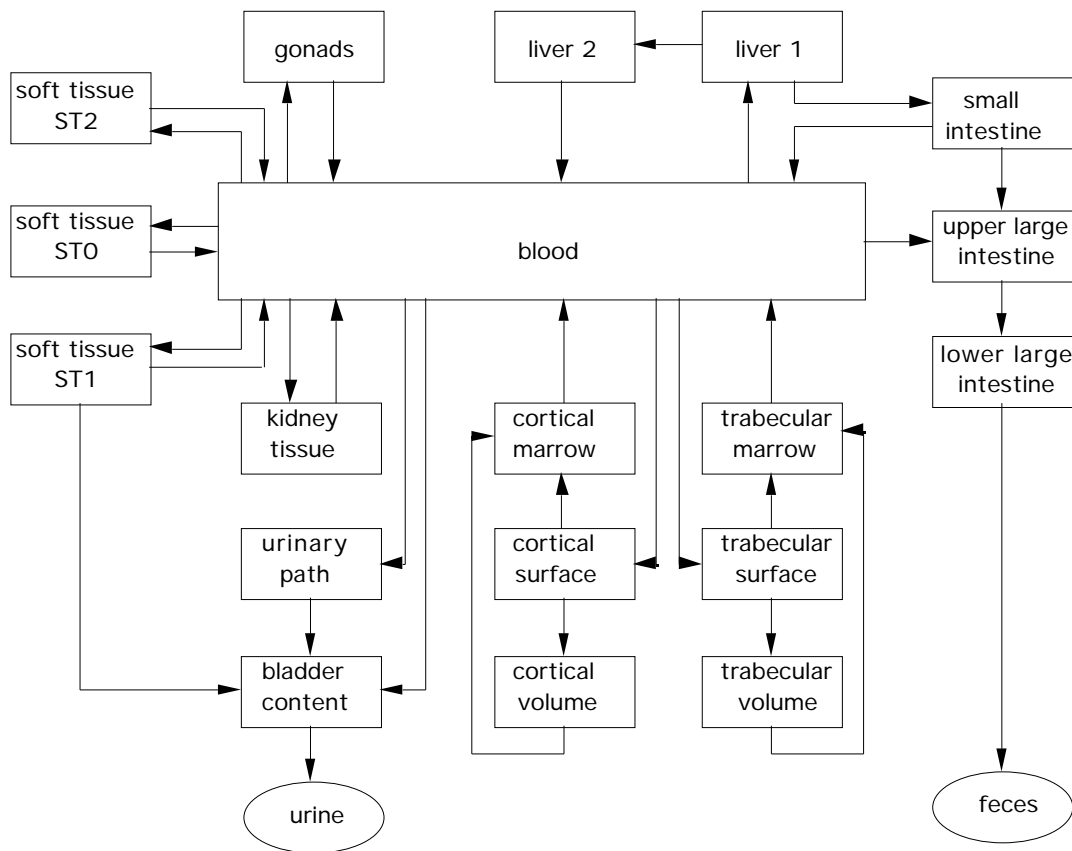 gonads
liver 2
liver 1
soft tissue
ST2
small
intestine
soft tissue
ST0
blood
upper large
intestine
soft tissue
ST1
lower large
intestine
kidney
tissue
cortical
marrow
trabecular
marrow
urinary
path
cortical
surface
trabecular
surface
bladder
content
cortical
volume
trabecular
volume
urine
feces